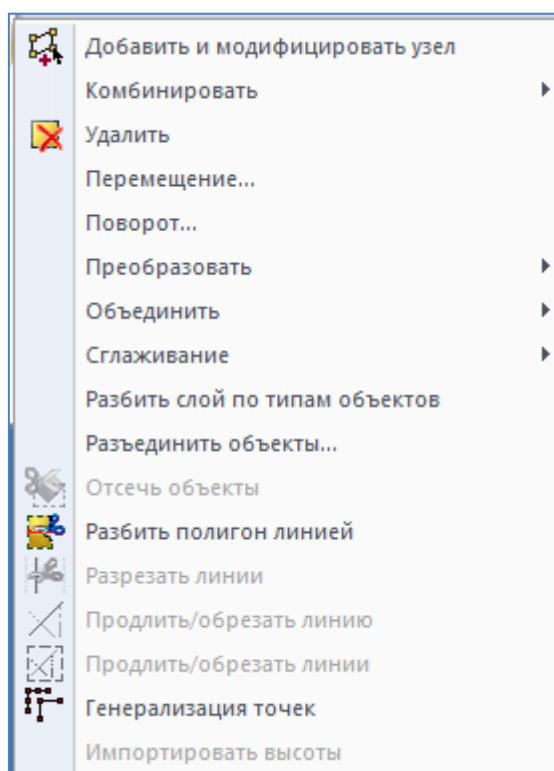 Добавить и модифицировать узел
Комбинировать
Удалить
Перемещение...
Поворот...
Преобразовать
Объединить
Сглаживание
Разбить слой по типам объектов
Разъединить объекты...
Отсечь объекты
Разбить полигон линией
Разрезать линии
Продлить/обрезать линию
Продлить/обрезать линии
Генерализация точек
Импортировать высоты